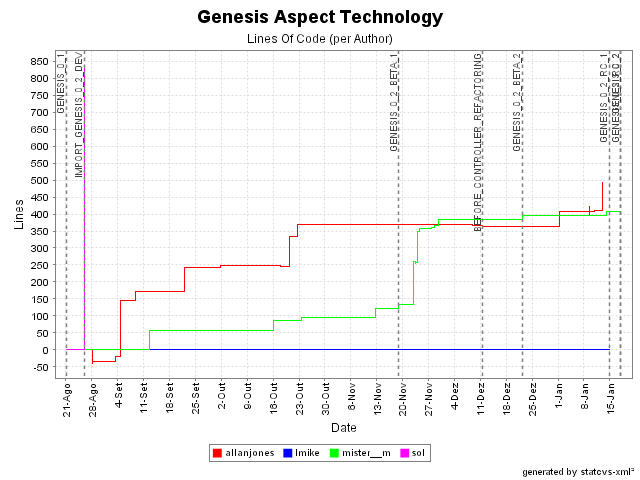 Genesis Aspect Technology
Lines Of Code (per Author)
Lines
850
800
750
700
650
600
550
500
450
400
350
300
250
200
150
100
50
0
-50
GENESIS_0_1
IMPORT_GENESIS_0_2_DEV
GENESIS_0_2_BETA_1
BEFORE_CONTROLLER_REFACTORING
GENESIS_0_2_BETA_2
GENESIS_0_2_RC_1
21-Ago
28-Ago
4-Set
11-Set
18-Set
25-Set
2-Out
9-Out
16-Out
23-Out
30-Out
6-Nov
13-Nov
20-Nov
27-Nov
4-Dez
11-Dez
18-Dez
25-Dez
1-Jan
8-Jan
15-Jan
Date
allanjones lmike mister__m sol
generated by statcvs-xml²